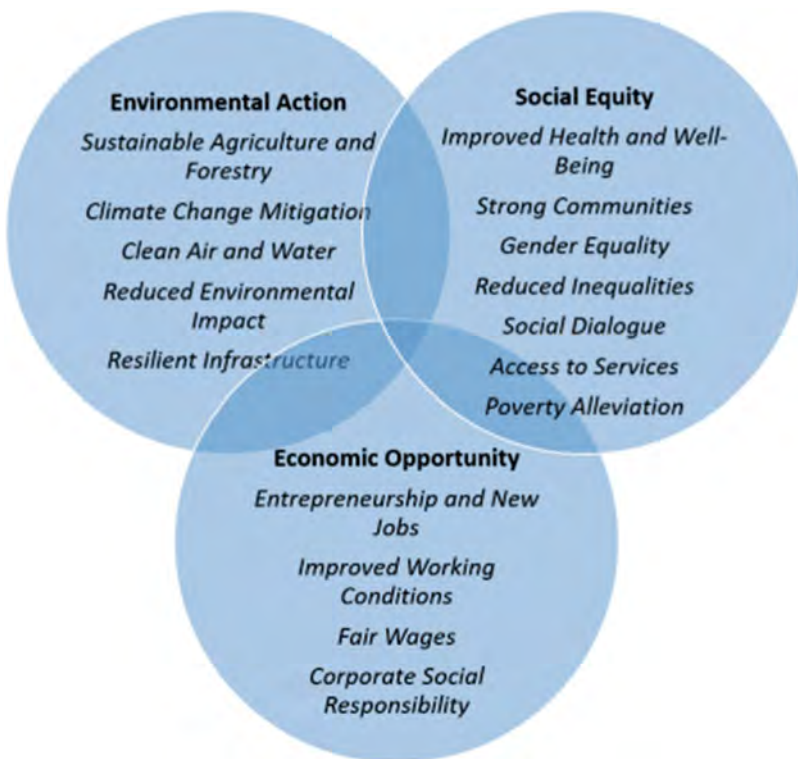 Environmental Action
Sustainable Agriculture and
Forestry
Climate Change Mitigation
Clean Air and Water
Reduced Environmental
Impact
Resilient Infrastructure
Social Equity
Improved Health and Well-
Being
Strong Communities
Gender Equality
Reduced Inequalities
Social Dialogue
Access to Services
Poverty Alleviation
Economic Opportunity
Entrepreneurship and New
Jobs
Improved Working
Conditions
Fair Wages
Corporate Social
Responsibility